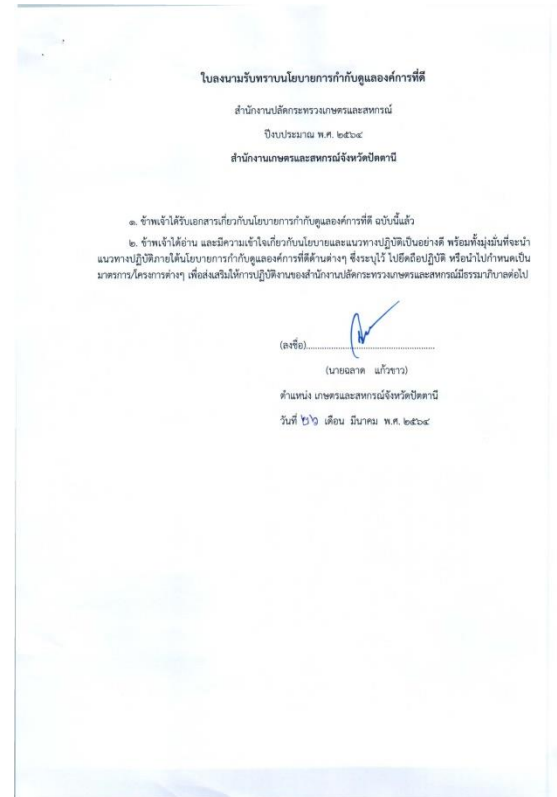 ใบลงนามรับทราบนโยบายการกำกับดูแลองค์การที่ดี
สำนักงานปลัดกระทรวงเกษตรและสหกรณ์
ปีงบประมาณ พ.ศ. ๒๕๖๔
สำนักงานเกษตรและสหกรณ์จังหวัดปัตตานี
๑. ข้าพเจ้าได้รับเอกสารเกี่ยวกับนโยบายการกำกับดูแลองค์การที่ดี ฉบับนี้แล้ว
๒. ข้าพเจ้าได้อ่าน และมีความเข้าใจเกี่ยวกับนโยบายและแนวทางปฏิบัติเป็นอย่างดี พร้อมทั้งมุ่งมั่นที่จะนำ
แนวทางปฏิบัติภายใต้นโยบายการกำกับดูแลองค์การที่ดีด้านต่างๆ ซึ่งระบุไว้ ไปยึดถือปฏิบัติ หรือนำไปกำหนดเป็น
มาตรการ/โครงการต่างๆ เพื่อส่งเสริมให้การปฏิบัติงานของสำนักงานปลัดกระทรวงเกษตรและสหกรณ์มีธรรมาภิบาลต่อไป
(ลงชื่อ)
(นายฉลาด แก้วขาว)
ตำแหน่ง เกษตรและสหกรณ์จังหวัดปัตตานี
วันที่ ๒๖ เดือน มีนาคม พ.ศ. ๒๕๖๔